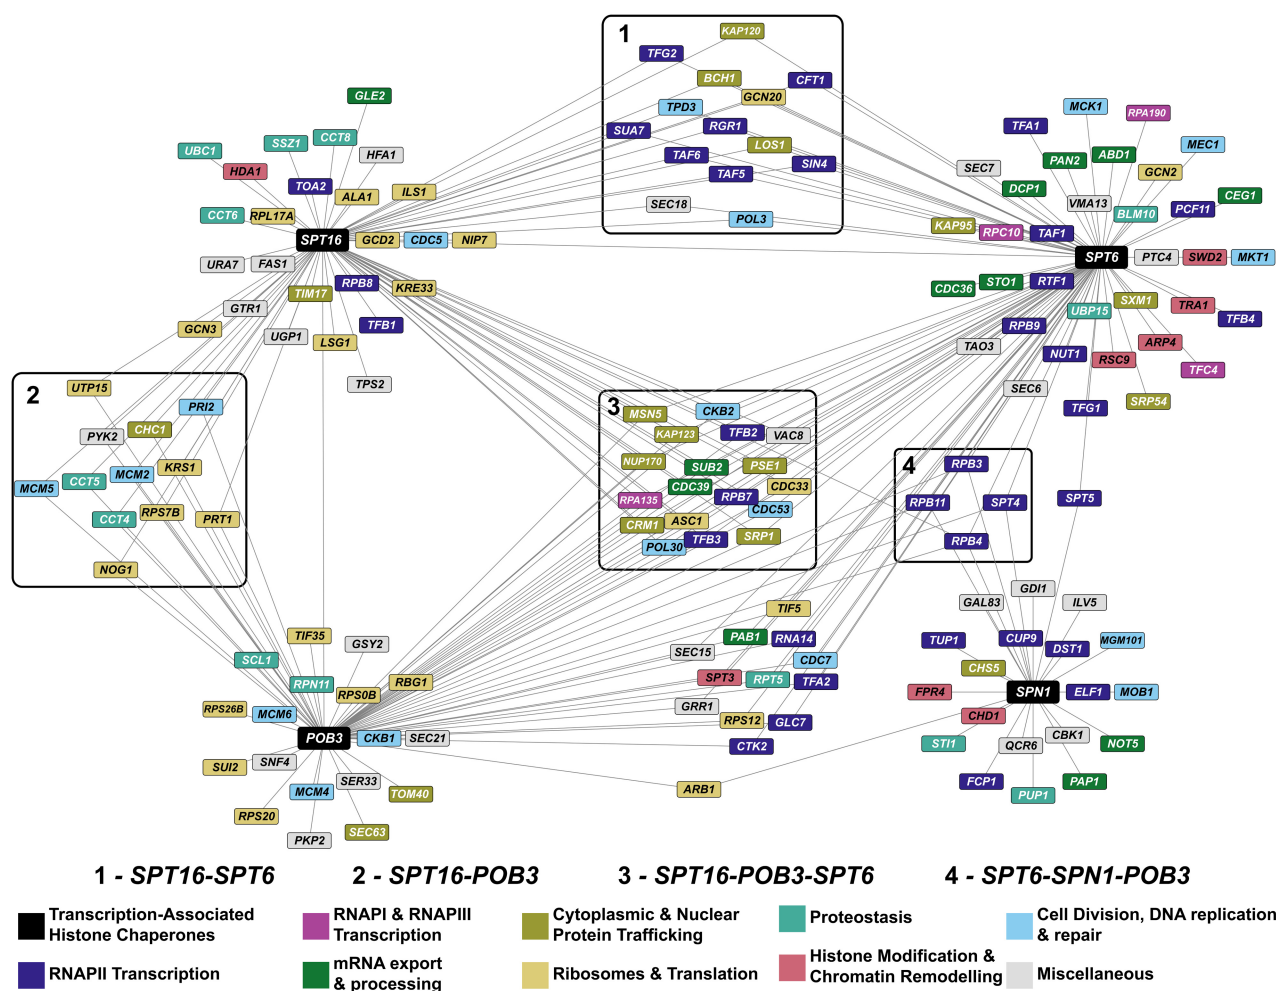 1
KAP120
TFG2
BCH1
CFT1
GCN20
TPD3
SUA7
RGR1
LOS1
TAF6
SIN4
TAF5
SEC18
POL3
GLE2
SSZ1
CCT8
UBC1
HFA1
HDA1
TOA2
ALA1
ILS1
CCT6
RPL17A
SPT16
GCD2
CDC5
NIP7
URA7
FAS1
RPB8
KRE33
TIM17
GTR1
GCN3
TFB1
UGP1
LSG1
TPS2
MCK1
RPA190
TFA1
MEC1
PAN2
ABD1
SEC7
GCN2
DCP1
CEG1
VMA13
BLM10
PCF11
KAP95
RPC10
TAF1
SPT6
PTC4
SWD2
MKT1
CDC36
STO1
RTF1
SXM1
TRA1
UBP15
TFB4
RPB9
TAO3
NUT1
RSC9
ARP4
TFC4
SEC6
TFG1
SRP54
2
UTP15
PRI2
PYK2
CHC1
KRS1
MCM5
CCT5
MCM2
CCT4
RPS7B
PRT1
NOG1
3
MSN5
CKB2
KAP123
TFB2
VAC8
NUP170
SUB2
PSE1
CDC39
CDC33
RPA135
RPB7
CDC53
CRM1
ASC1
POL30
TFB3
SRP1
4
RPB3
RPB11
SPT4
RPB4
SPT5
TIF35
GSY2
SCL1
RPN11
RPS0B
RBG1
RPS26B
MCM6
POB3
CKB1
SEC21
SUI2
SNF4
SER33
MCM4
TOM40
RPS20
PKP2
SEC63
TIF5
PAB1
RNA14
SEC15
CDC7
SPT3
RPT5
TFA2
GRR1
RPS12
GLC7
CTK2
ARB1
GDI1
GAL83
ILV5
TUP1
CUP9
DST1
MGM101
CHS5
FPR4
SPN1
ELF1
MOB1
CHD1
STI1
QCR6
CBK1
NOT5
FCP1
PUP1
PAP1
1 - SPT16-SPT6
2 - SPT16-POB3
3 - SPT16-POB3-SPT6
4 - SPT6-SPN1-POB3
Transcription-Associated
Histone Chaperones
RNAPI & RNAPIII
Transcription
Cytoplasmic & Nuclear
Protein Trafficking
Proteostasis
Cell Division, DNA replication
& repair
RNAPII Transcription
mRNA export
& processing
Ribosomes & Translation
Histone Modification &
Chromatin Remodelling
Miscellaneous